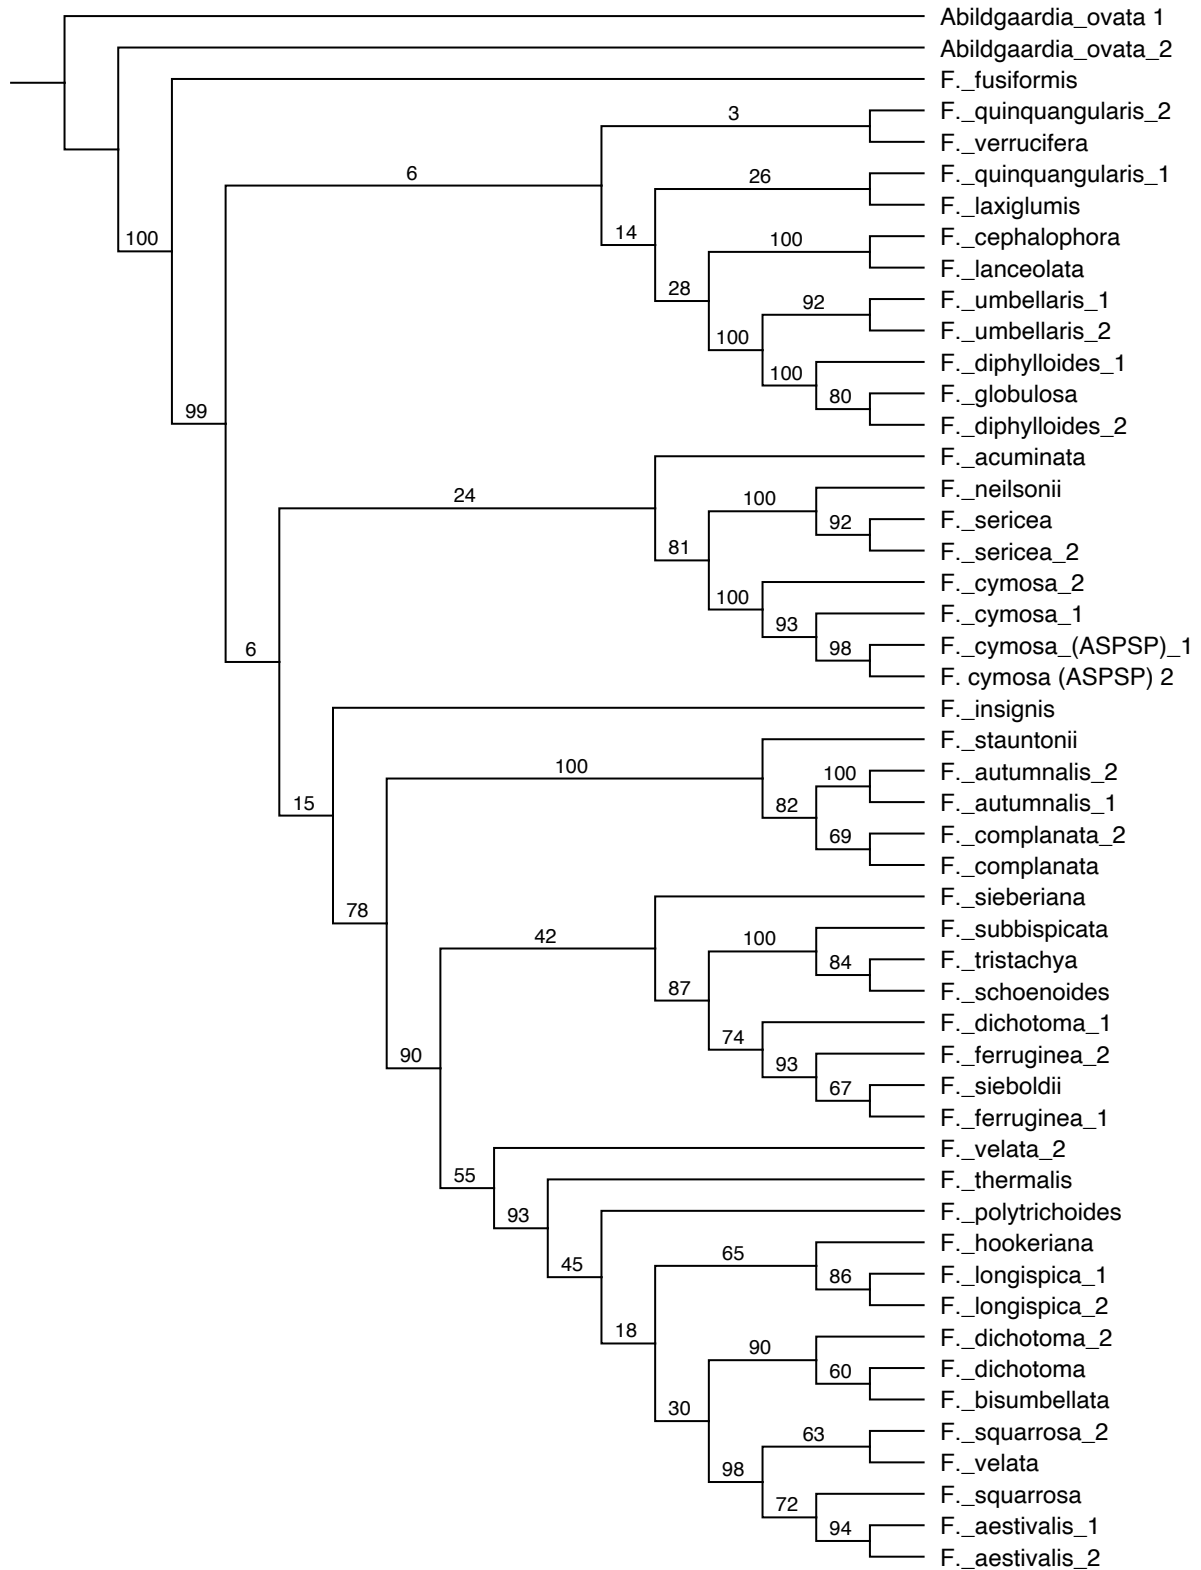 Abildgaardia_ovata 1
Abildgaardia_ovata_2
F._fusiformis
3
F._quinquangularis_2
F._verrucifera
6
26
F._quinquangularis_1
F._laxiglumis
14
100
F._cephalophora
100
F._lanceolata
28
92
F._umbellaris_1
100
F._umbellaris_2
F._diphylloides_1
100
80
F._globulosa
99
F._diphylloides_2
F._acuminata
24
100
F._neilsonii
92
F._sericea
81
F._sericea_2
F._cymosa_2
100
F._cymosa_1
93
98
F._cymosa_(ASPSP)_1
6
F. cymosa (ASPSP) 2
F._insignis
F._stauntonii
100
100
F._autumnalis_2
15
82
F._autumnalis_1
69
F._complanata_2
F._complanata
F._sieberiana
78
F._subbispicata
42
100
84
F._tristachya
87
F._schoenoides
F._dichotoma_1
74
90
93
F._ferruginea_2
67
F._sieboldii
F._ferruginea_1
F._velata_2
55
F._thermalis
93
F._polytrichoides
65
F._hookeriana
45
86
F._longispica_1
F._longispica_2
18
90
F._dichotoma_2
60
F._dichotoma
30
F._bisumbellata
63
F._squarrosa_2
98
F._velata
72
F._squarrosa
94
F._aestivalis_1
F._aestivalis_2